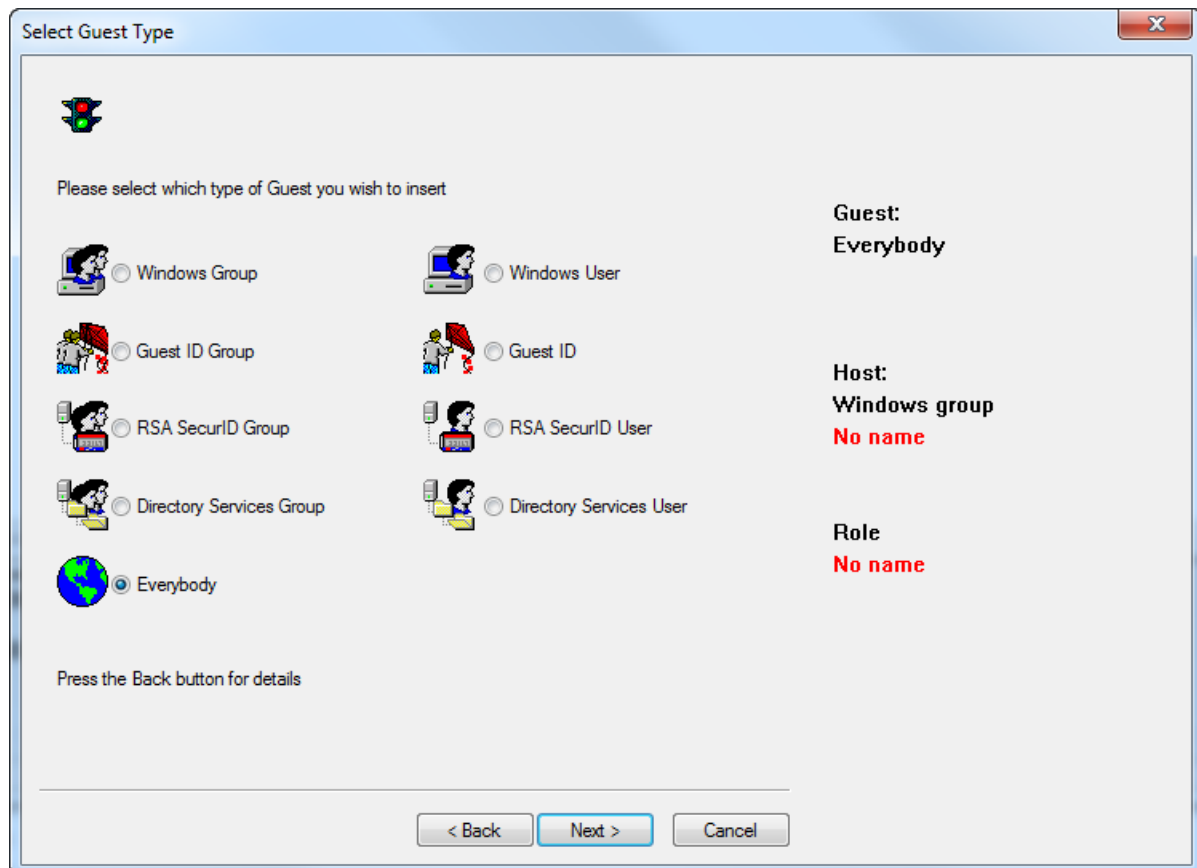 Select Guest Type
Please select which type of Guest you wish to insert
Windows Group
Windows User
Guest ID Group
Guest ID
RSA SecurID Group
RSA SecurID User
Directory Services Group
Directory Services User
Everybody
Press the Back button for details
Guest:
Everybody
Host:
Windows group
No name
Role
No name
< Back
Next >
Cancel